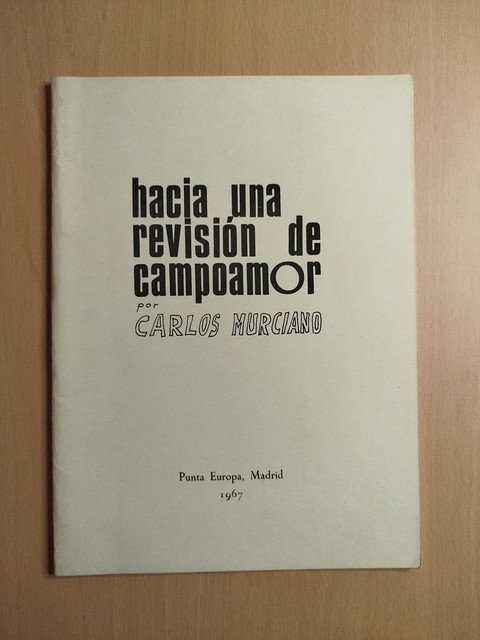 hacia una
revisión de
campoamor
por
CARLOS MURCIANO
Punta Europa, Madrid
1967